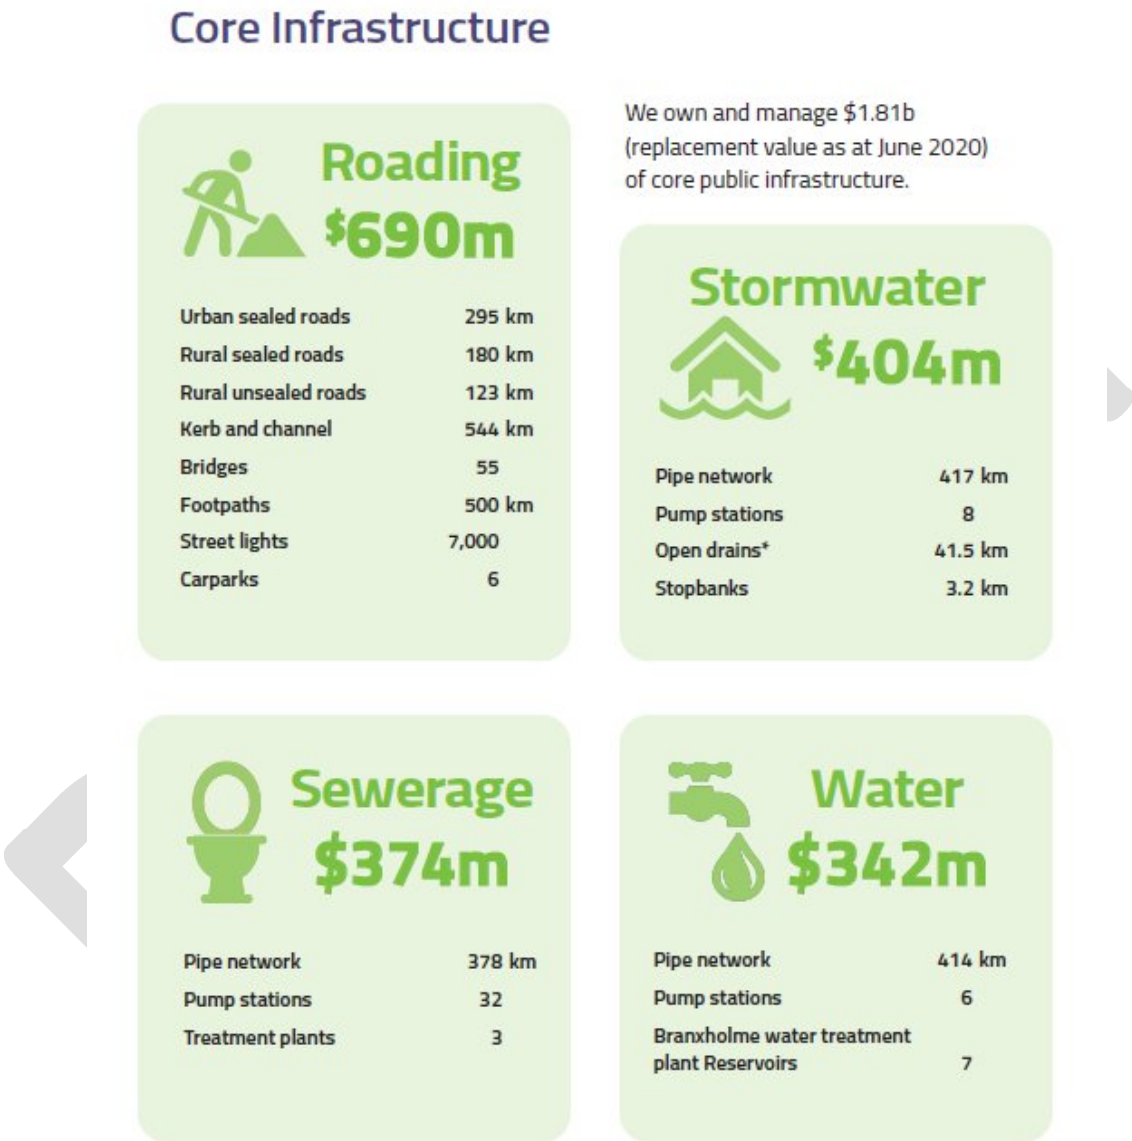 Core Infrastructure
We own and manage $1.81b
(replacement value as at June 2020)
of core public infrastructure.
Roading
$690m
Urban sealed roads 295 km
Rural sealed roads 180 km
Rural unsealed roads 123 km
Kerb and channel 544 km
Bridges 55
Footpaths 500 km
Street lights 7,000
Carparks 6
Stormwater
$404m
Pipe network 417 km
Pump stations 8
Open drains* 41.5 km
Stopbanks 3.2 km
Sewerage
$374m
Pipe network 378 km
Pump stations 32
Treatment plants 3
Water
$342m
Pipe network 414 km
Pump stations 6
Branxholme water treatment
plant Reservoirs 7